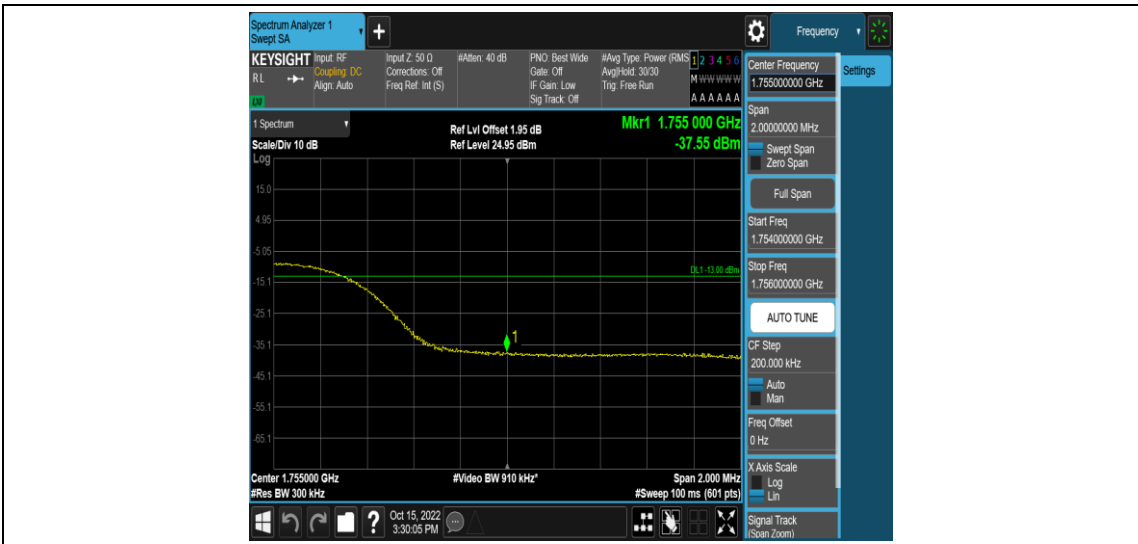 Spectrum Analyzer 1
Swept SA
+
Frequency
KEYSIGHT
RL
LXI
Input: RF
Coupling: DC
Align: Auto
Input Z: 50 Ω
Corrections: Off
Freq Ref: Int (S)
#Atten: 40 dB
PNO: Best Wide
Gate: Off
IF Gain: Low
Sig Track: Off
#Avg Type: Power (RMS
Avg|Hold: 30/30
Trig: Free Run
1 2 3 4 5 6
M W W W W W
A A A A A A
Center Frequency
1.755000000 GHz
Settings
1 Spectrum
Scale/Div 10 dB
Ref Lvl Offset 1.95 dB
Ref Level 24.95 dBm
Mkr1 1.755 000 GHz
-37.55 dBm
Log
15.0
4.95
-5.05
-15.1
-25.1
-35.1
-45.1
-55.1
-65.1
DL1 -13.00 dBm
1
Span
2.00000000 MHz
Swept Span
Zero Span
Full Span
Start Freq
1.754000000 GHz
Stop Freq
1.756000000 GHz
AUTO TUNE
CF Step
200.000 kHz
Auto
Man
Freq Offset
0 Hz
X Axis Scale
Log
Lin
Signal Track
(Span Zoom)
Center 1.755000 GHz
#Res BW 300 kHz
#Video BW 910 kHz*
Span 2.000 MHz
#Sweep 100 ms (601 pts)
?
Oct 15, 2022
3:30:05 PM